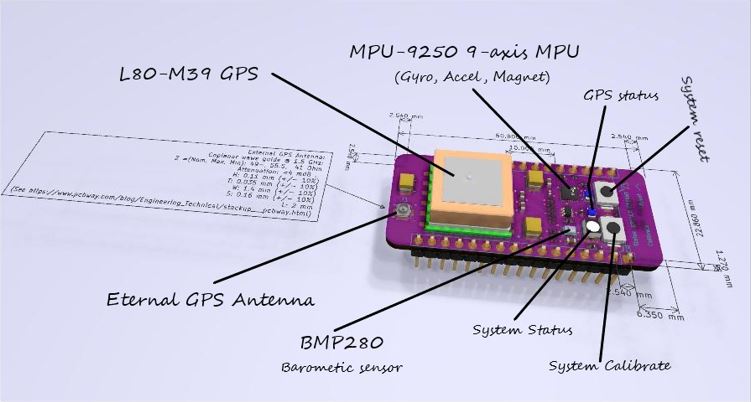 MPU-9250 9-axis MPU
(Gyro, Accel, Magnet)
L80-M39 GPS
GPS status
System reset
2.540 mm
60.800 mm
2.540 mm
10.000 mm
External GPS Antenna:
Coplanar wave guide @ 1.5 GHz:
Z =(Nom, Max, Min): 49- 55.5, 41 Ohm
Attenuation: <4 mdB
H: 0.11 mm (+/- 10%)
T: 0.035 mm (+/- 10%)
W: 1.4 mm (+/- 10%)
S: 0.16 mm (+/- 10%)
L: 2 mm
(See https://www.pcbway.com/blog/Engineering_Technical/stackup_ pcbway.html)
22.860 mm
1.270 mm
2.540 mm
6.350 mm
Eternal GPS Antenna
BMP280
Barometic sensor
System Status
System Calibrate